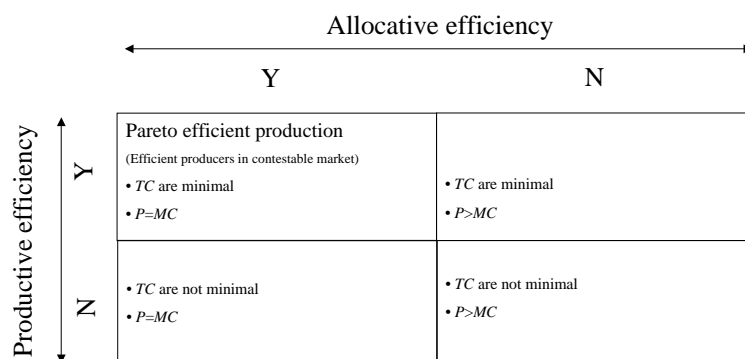 Allocative efficiency
Y
N
Productive efficiency
Y
Pareto efficient production
(Efficient producers in contestable market)
• TC are minimal
• P=MC
• TC are minimal
• P>MC
N
• TC are not minimal
• P=MC
• TC are not minimal
• P>MC